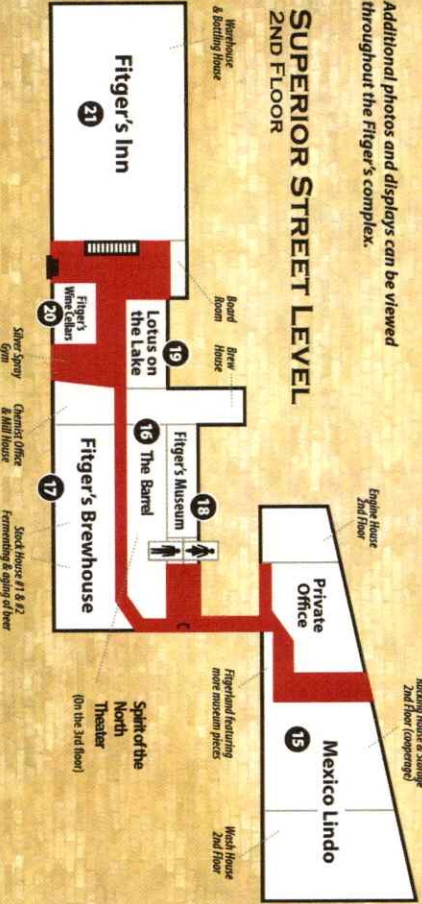 Additional photos and displays can be viewed
throughout the Fitger's complex.
SUPERIOR STREET LEVEL
2ND FLOOR
Warehouse
& Bottling House
Fitger's Inn
21
Board
Room
Brew
House
Lotus on
the Lake
19
Fitger's
Wine Cellars
20
Silver Spray
Gym
Chemist Office
& Mill House
Fitger's Museum
18
16 The Barrel
Fitger's Brewhouse
17
Stock House #1 & #2
Fermenting & aging of beer
Engine House
2nd Floor
Private
Office
Racking House & Storage
2nd Floor (cooperage)
Mexico Lindo
15
Fitgerland featuring
more museum pieces
Wash House
2nd Floor
Spirit of the
North
Theater
(On the 3rd floor)